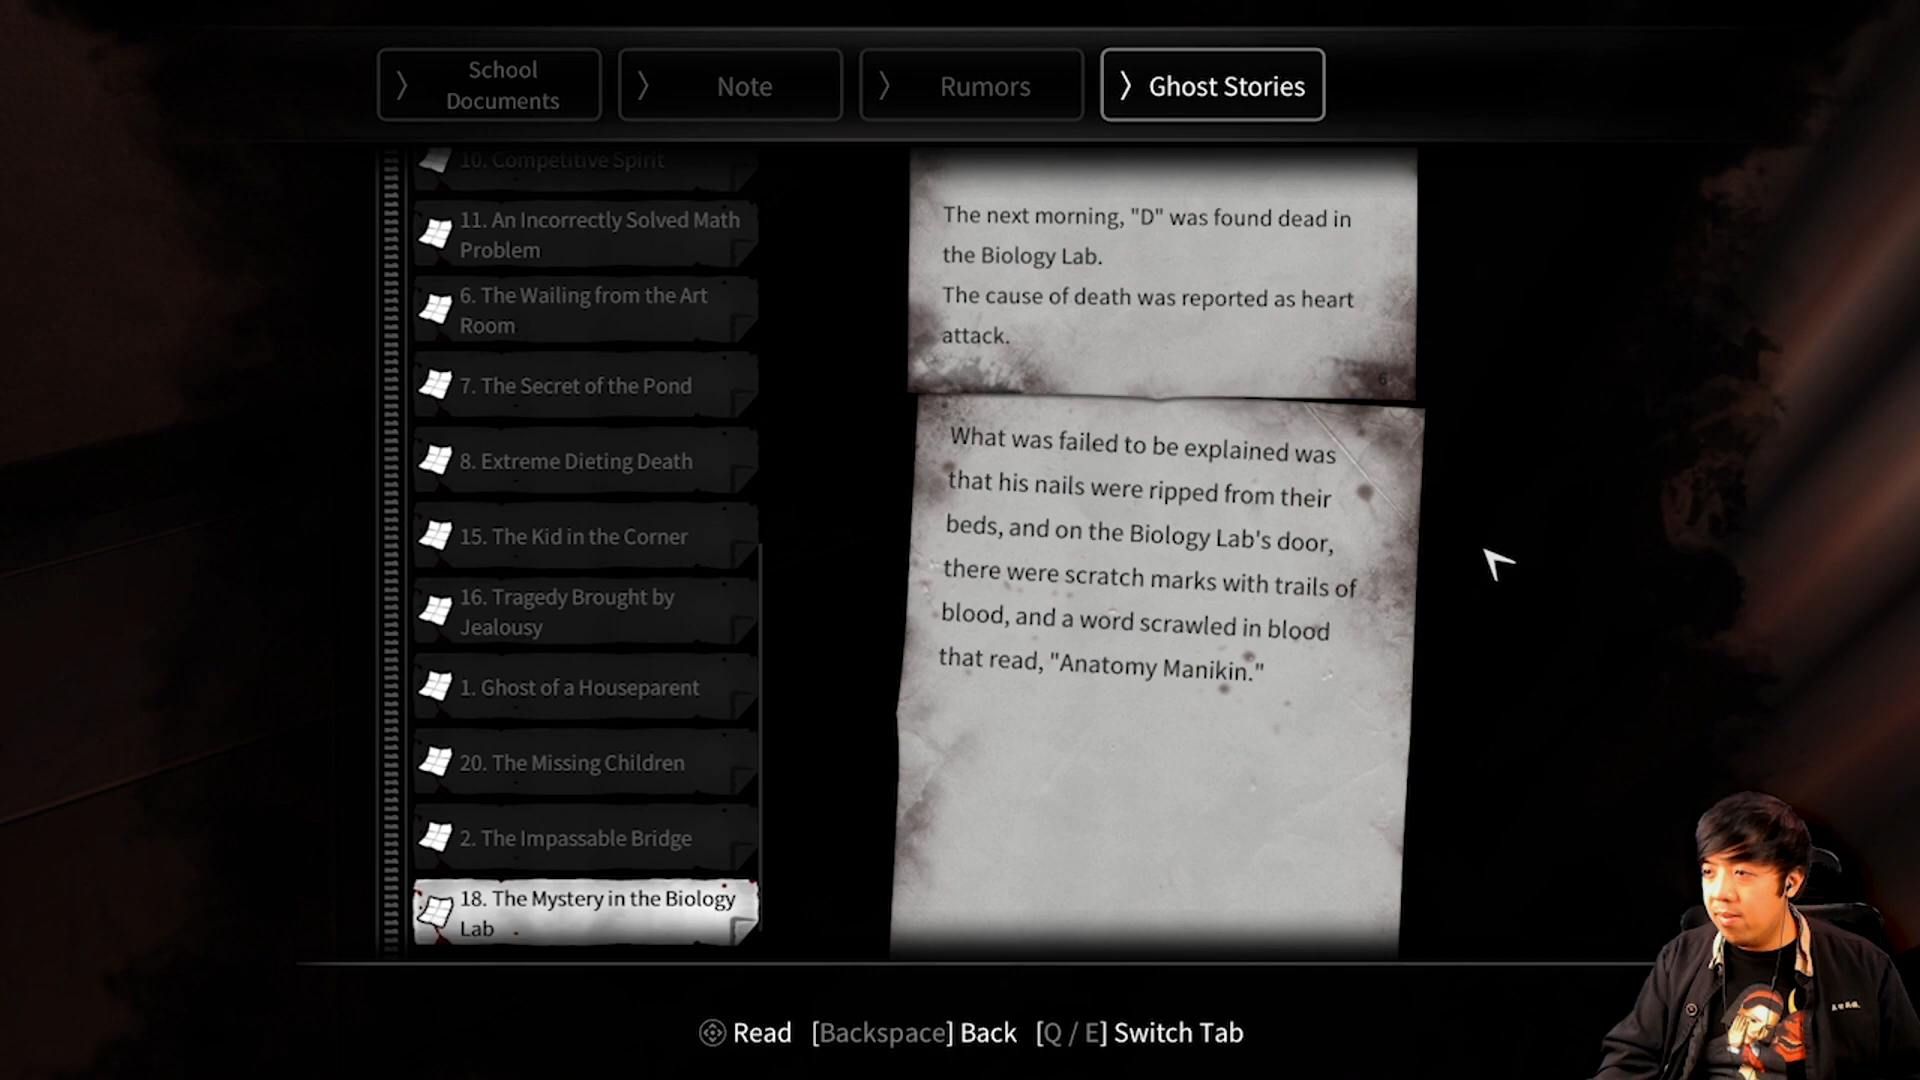 School
Documents
Note
Rumors
Ghost Stories
10. Competitive Spirit
11. An Incorrectly Solved Math
Problem
6. The Wailing from the Art
Room
7. The Secret of the Pond
8. Extreme Dieting Death
15. The Kid in the Corner
16. Tragedy Brought by
Jealousy
1. Ghost of a Houseparent
20. The Missing Children
2. The Impassable Bridge
18. The Mystery in the Biology
Lab
The next morning, "D" was found dead in
the Biology Lab.
The cause of death was reported as heart
attack.
6
What was failed to be explained was
that his nails were ripped from their
beds, and on the Biology Lab's door,
there were scratch marks with trails of
blood, and a word scrawled in blood
that read, "Anatomy Manikin."
Read [Backspace] Back [Q / E] Switch Tab